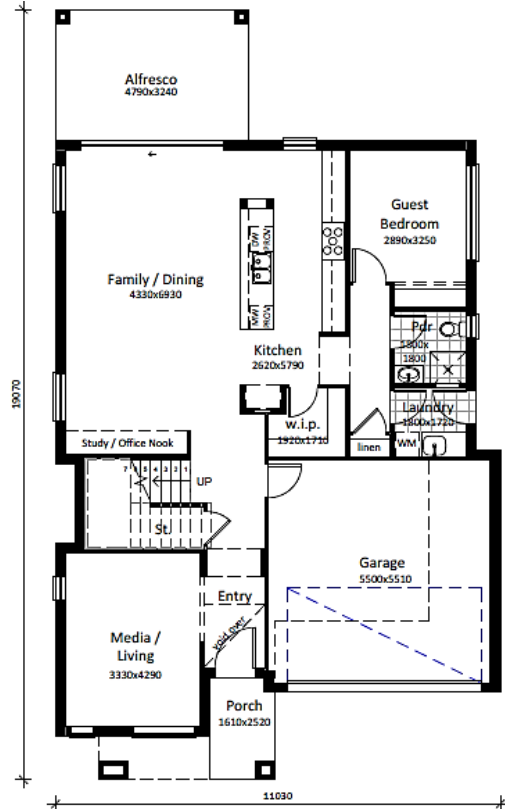 Alfresco
4790x3240
Guest
Bedroom
2890x3250
DW
PROV
Family / Dining
4330x6930
MW
PROV
Pdr
1800x
1800
Kitchen
2620x5790
19070
w.i.p.
1920x1710
Laundry
1800x1720
Study / Office Nook
linen
WM
7
5
4
3
2
1
UP
St.
Garage
5500x5510
Entry
void over
Media /
Living
3330x4290
Porch
1610x2520
11030